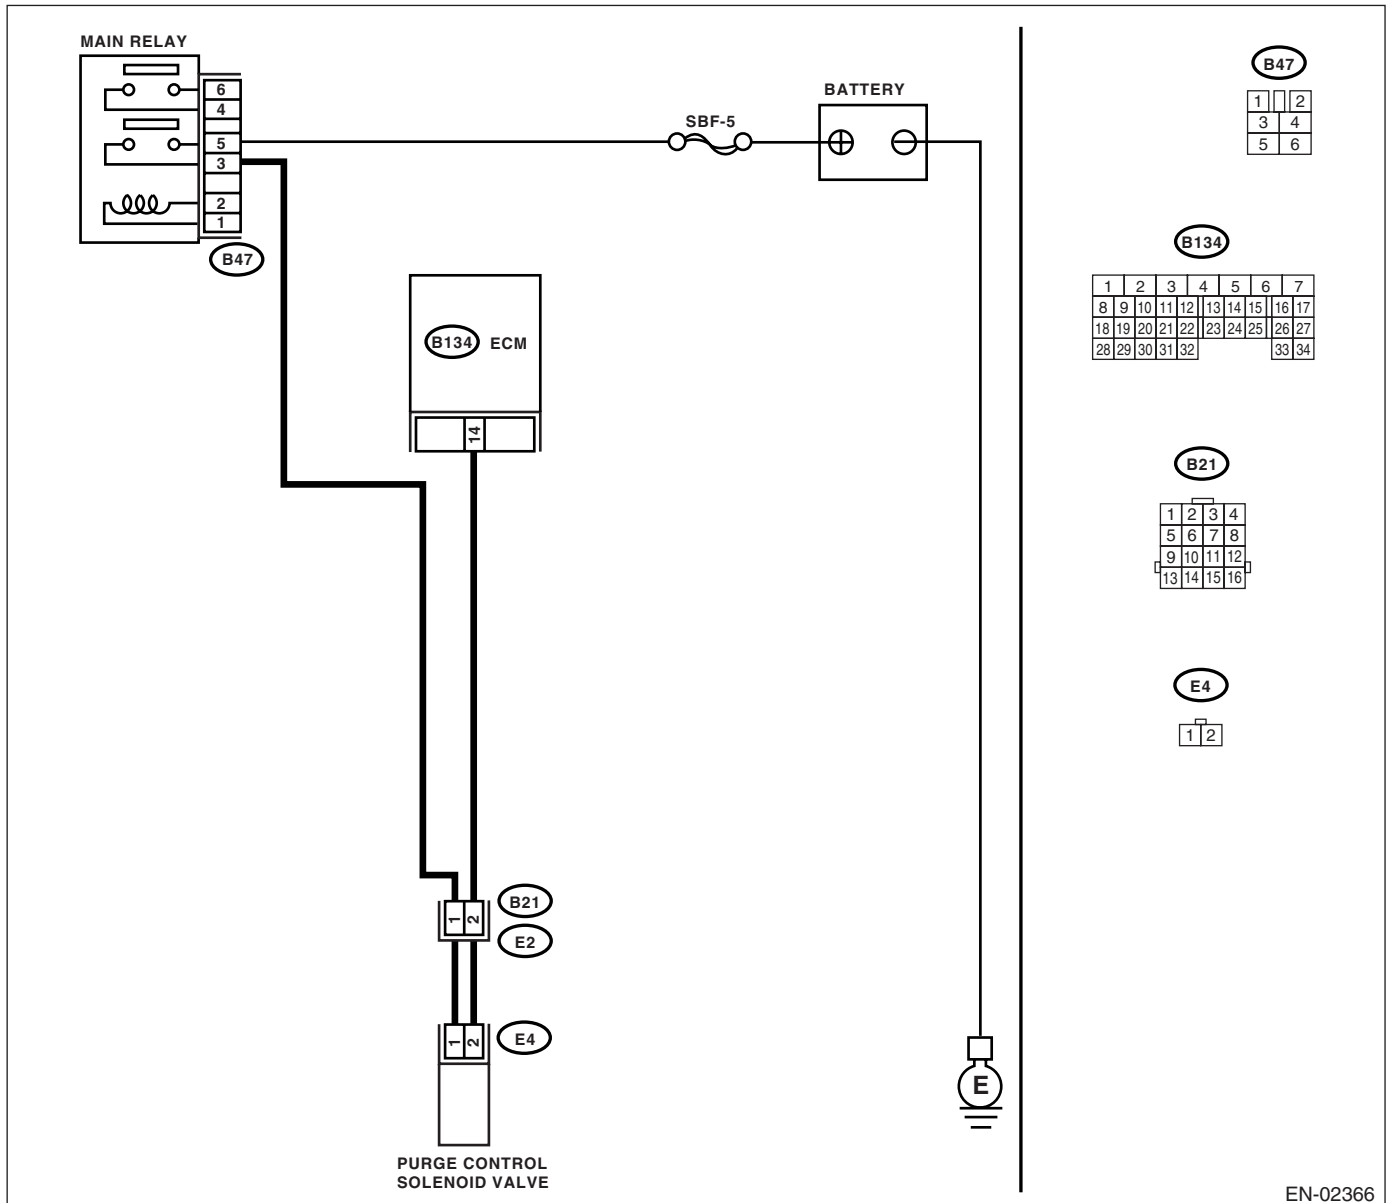 MAIN RELAY
6
4
5
3
2
1
B47
SBF-5
BATTERY
B134 ECM
14
1 2
B21
E2
1 2
E4
PURGE CONTROL
SOLENOID VALVE
E
B47
1 2
3 4
5 6
B134
1 2 3 4 5 6 7
8 9 10 11 12 13 14 15 16 17
18 19 20 21 22 23 24 25 26 27
28 29 30 31 32 33 34
B21
1 2 3 4
5 6 7 8
9 10 11 12
13 14 15 16
E4
1 2
EN-02366